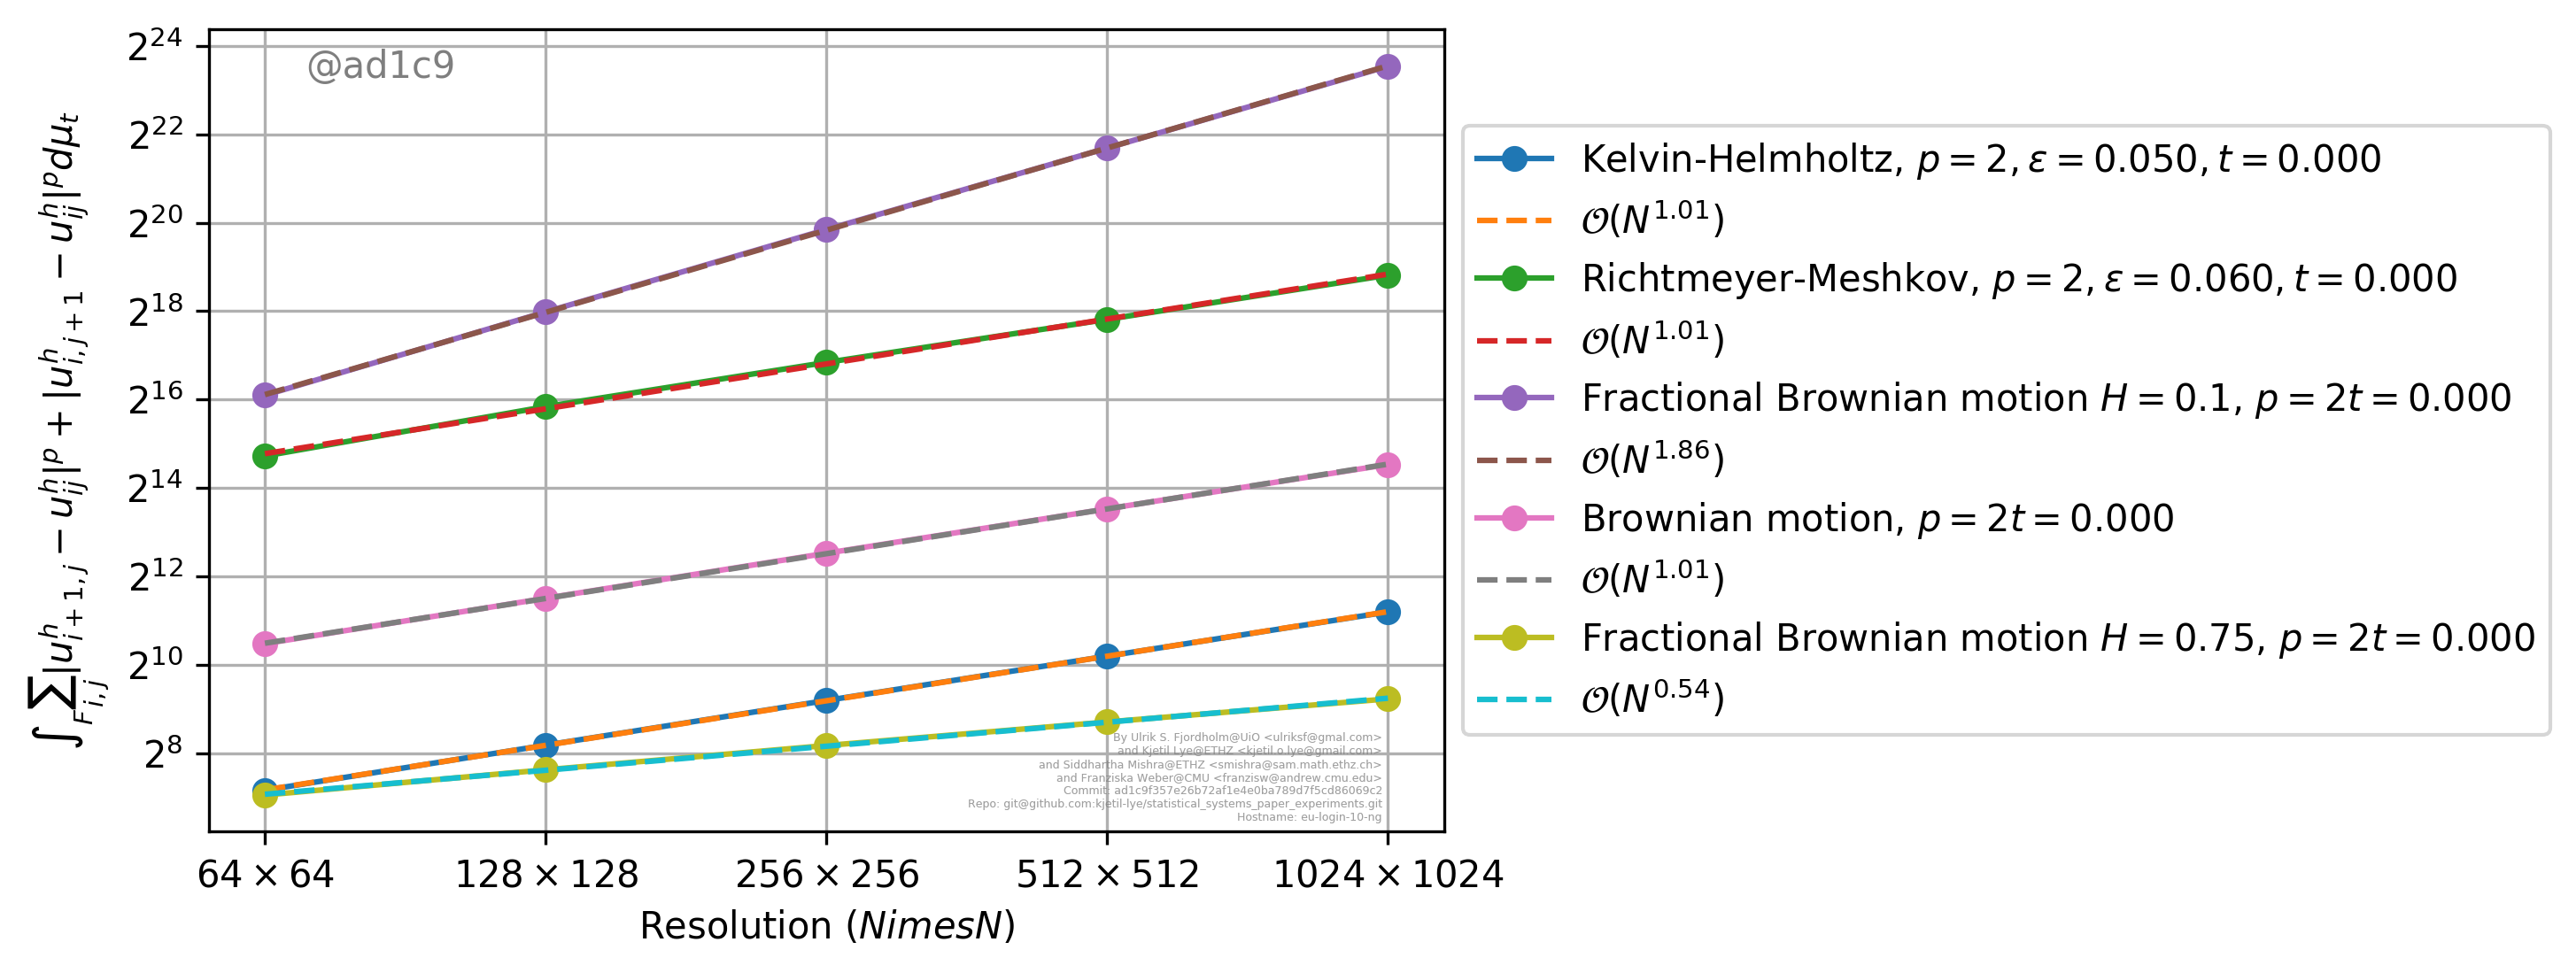 @ad1c9
2^24
2^22
2^20
2^18
2^16
2^14
2^12
2^10
2^8
∫ ∑_{F_{i,j}} |u^h_{i+1,j} − u^h_{ij}|^p + |u^h_{i,j+1} − u^h_{ij}|^p dμ_t
64 × 64
128 × 128
256 × 256
512 × 512
1024 × 1024
Resolution (NimesN)
By Ulrik S. Fjordholm@UiO <ulriksf@gmal.com>
and Kjetil Lye@ETHZ <kjetil.o.lye@gmail.com>
and Siddhartha Mishra@ETHZ <smishra@sam.math.ethz.ch>
and Franziska Weber@CMU <franzisw@andrew.cmu.edu>
Commit: ad1c9f357e26b72af1e4e0ba789d7f5cd86069c2
Repo: git@github.com:kjetil-lye/statistical_systems_paper_experiments.git
Hostname: eu-login-10-ng
Kelvin-Helmholtz, p = 2, ε = 0.050, t = 0.000
𝒪(N^1.01)
Richtmeyer-Meshkov, p = 2, ε = 0.060, t = 0.000
𝒪(N^1.01)
Fractional Brownian motion H = 0.1, p = 2t = 0.000
𝒪(N^1.86)
Brownian motion, p = 2t = 0.000
𝒪(N^1.01)
Fractional Brownian motion H = 0.75, p = 2t = 0.000
𝒪(N^0.54)